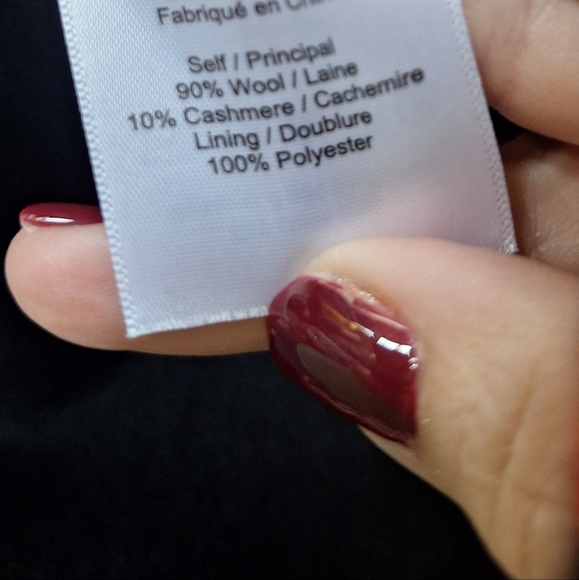 Fabriqué en
Self / Principal
90% Wool / Laine
10% Cashmere / Cachemire
Lining / Doublure
100% Polyester